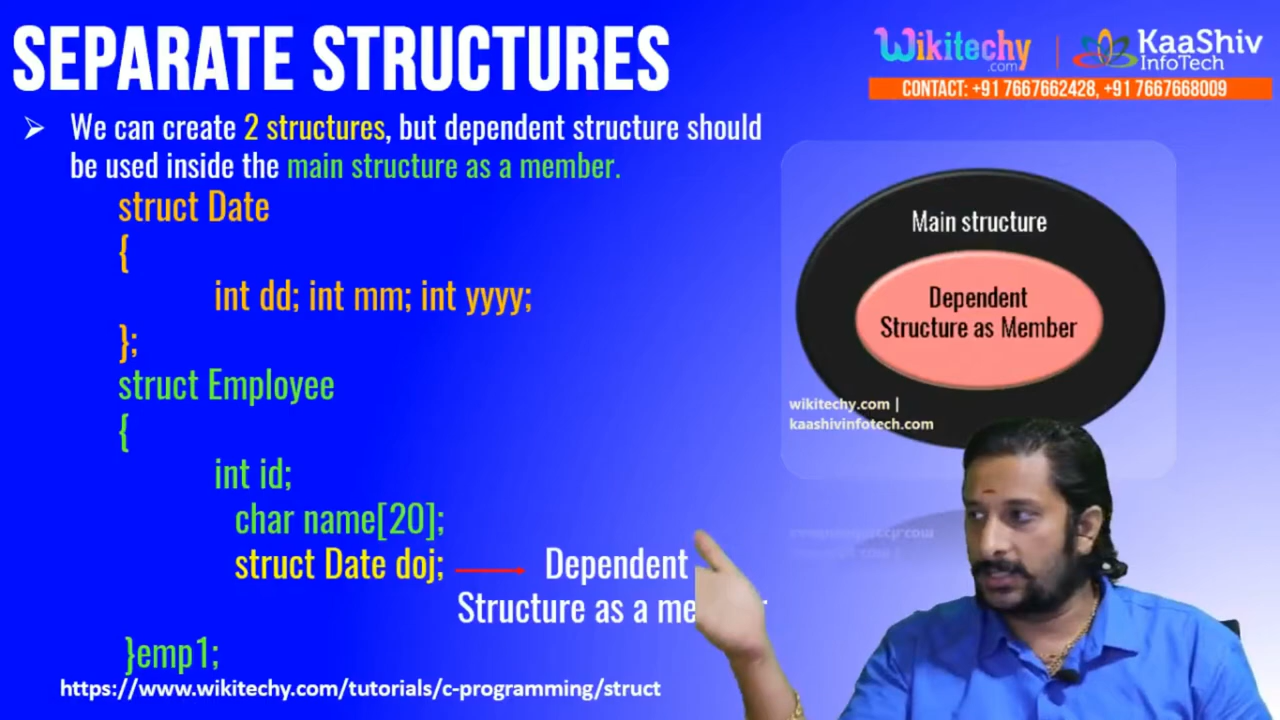 SEPARATE STRUCTURES
Wikitechy
.com
KaaShiv
InfoTech
CONTACT: +91 7667662428, +91 7667668009
➢ We can create 2 structures, but dependent structure should
be used inside the main structure as a member.
struct Date
{
int dd; int mm; int yyyy;
};
struct Employee
{
int id;
char name[20];
struct Date doj;
Dependent
Structure as a me
}emp1;
https://www.wikitechy.com/tutorials/c-programming/struct
Main structure
Dependent
Structure as Member
wikitechy.com |
kaashivinfotech.com